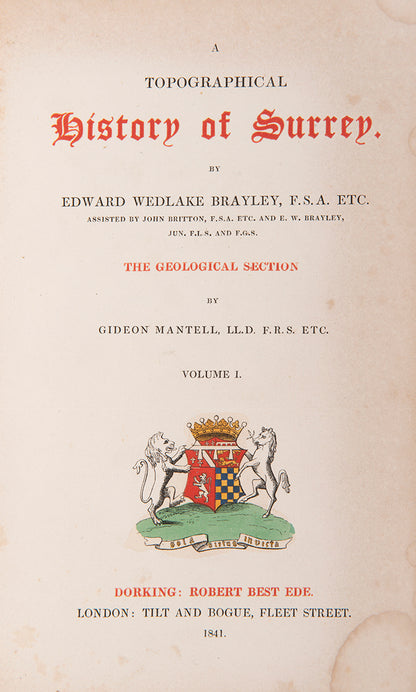 A
TOPOGRAPHICAL
History of Surrey.
BY
EDWARD WEDLAKE BRAYLEY, F.S.A. ETC.
ASSISTED BY JOHN BRITTON, F.S.A. ETC. AND E. W. BRAYLEY,
JUN. F.L.S. AND F.G.S.
THE GEOLOGICAL SECTION
BY
GIDEON MANTELL, LL.D. F.R.S. ETC.
VOLUME I.
Sola Virtus Invicta
DORKING: ROBERT BEST EDE.
LONDON: TILT AND BOGUE, FLEET STREET.
1841.